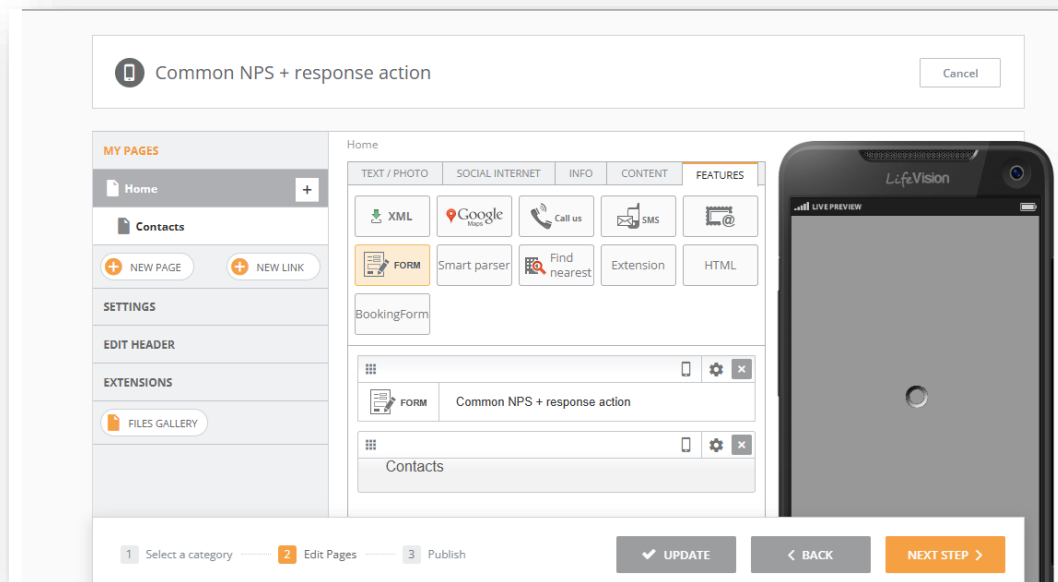 Common NPS + response action
Cancel
MY PAGES
Home
+
Contacts
NEW PAGE
NEW LINK
SETTINGS
EDIT HEADER
EXTENSIONS
FILES GALLERY
Home
TEXT / PHOTO SOCIAL INTERNET INFO CONTENT FEATURES
XML
Google
Maps
Call us
SMS
@
FORM
Smart parser
Find
nearest
Extension
HTML
BookingForm
FORM
Common NPS + response action
Contacts
LifeVision
LIVE PREVIEW
1 Select a category 2 Edit Pages 3 Publish
UPDATE
BACK
NEXT STEP